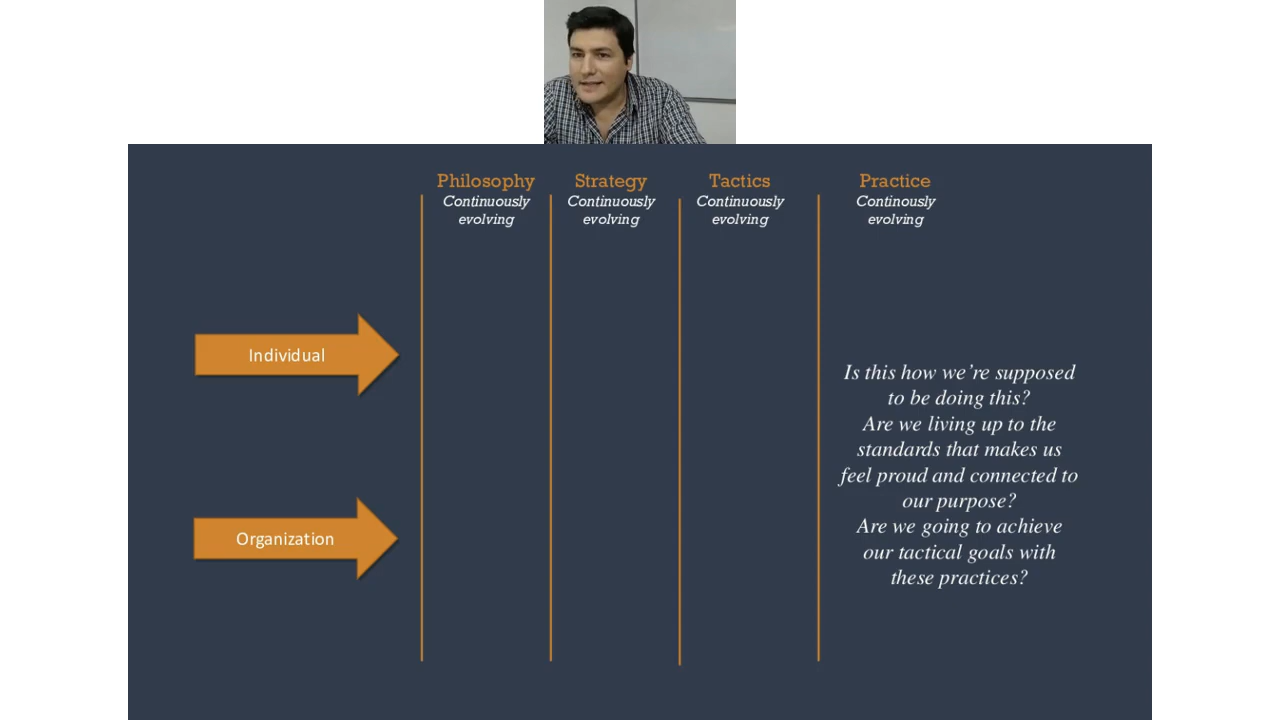 Philosophy
Continuously
evolving
Strategy
Continuously
evolving
Tactics
Continuously
evolving
Practice
Continously
evolving
Individual
Organization
Is this how we're supposed
to be doing this?
Are we living up to the
standards that makes us
feel proud and connected to
our purpose?
Are we going to achieve
our tactical goals with
these practices?